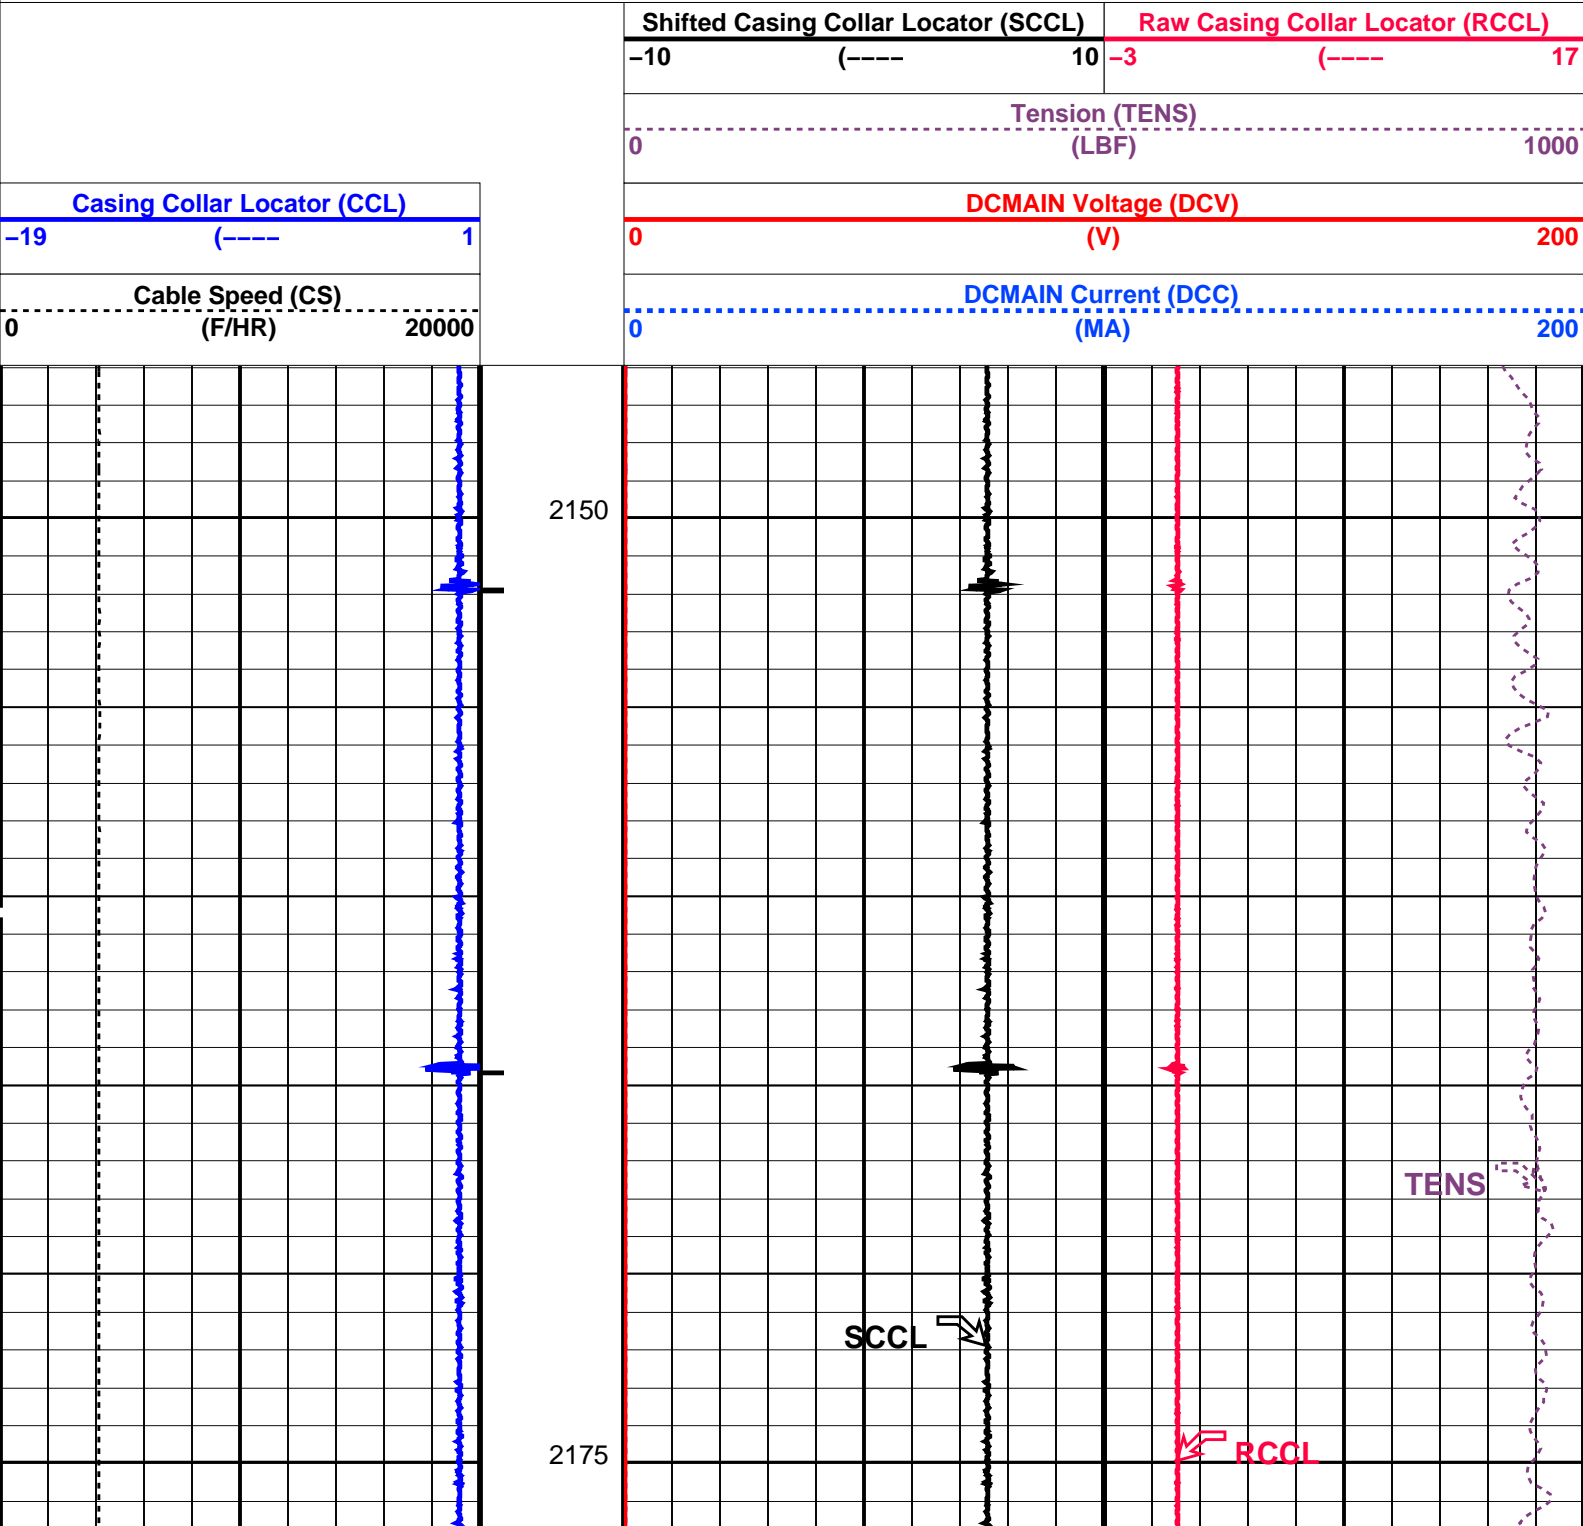 Shifted Casing Collar Locator (SCCL) Raw Casing Collar Locator (RCCL)
−10 (−−−− 10 −3 (−−−− 17
Tension (TENS)
0 (LBF) 1000
Casing Collar Locator (CCL) DCMAIN Voltage (DCV)
−19 (−−−− 1 0 (V) 200
Cable Speed (CS) DCMAIN Current (DCC)
0 (F/HR) 20000 0 (MA) 200
2150
TENS
SCCL
2175 RCCL